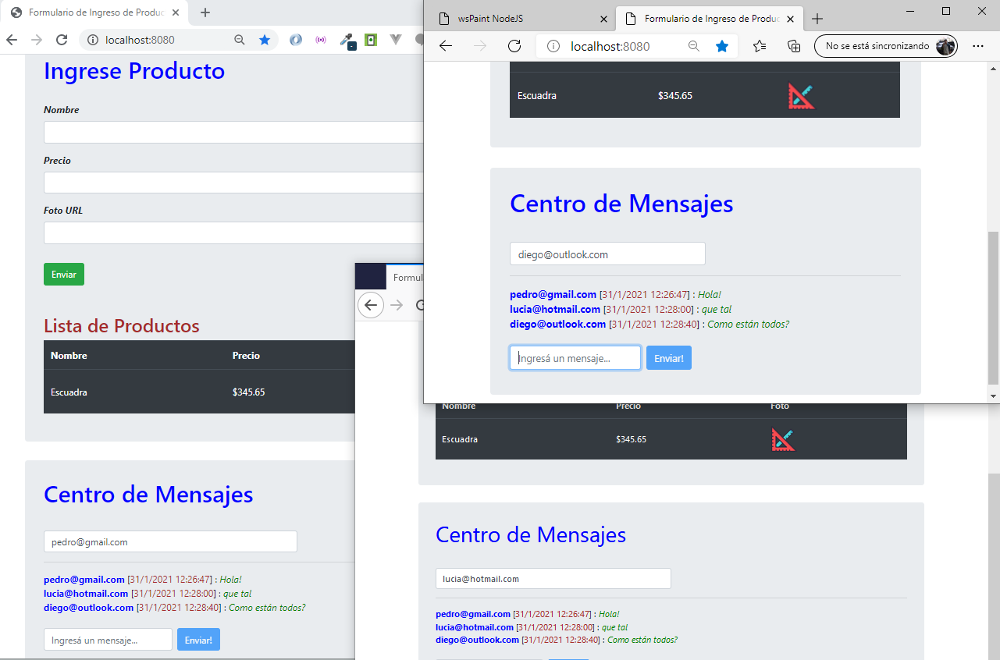 Formulario de Ingreso de Produc
localhost:8080
Ingrese Producto
Nombre
Precio
Foto URL
Enviar
Lista de Productos
Nombre Precio
Escuadra $345.65
Centro de Mensajes
pedro@gmail.com
pedro@gmail.com [31/1/2021 12:26:47] : Hola!
lucia@hotmail.com [31/1/2021 12:28:00] : que tal
diego@outlook.com [31/1/2021 12:28:40] : Como están todos?
Ingresá un mensaje... Enviar!
wsPaint NodeJS Formulario de Ingreso de Produc
localhost:8080 No se está sincronizando
Escuadra $345.65
Centro de Mensajes
diego@outlook.com
pedro@gmail.com [31/1/2021 12:26:47] : Hola!
lucia@hotmail.com [31/1/2021 12:28:00] : que tal
diego@outlook.com [31/1/2021 12:28:40] : Como están todos?
Ingresá un mensaje... Enviar!
Formul
Nombre Precio Foto
Escuadra $345.65
Centro de Mensajes
lucia@hotmail.com
pedro@gmail.com [31/1/2021 12:26:47] : Hola!
lucia@hotmail.com [31/1/2021 12:28:00] : que tal
diego@outlook.com [31/1/2021 12:28:40] : Como están todos?